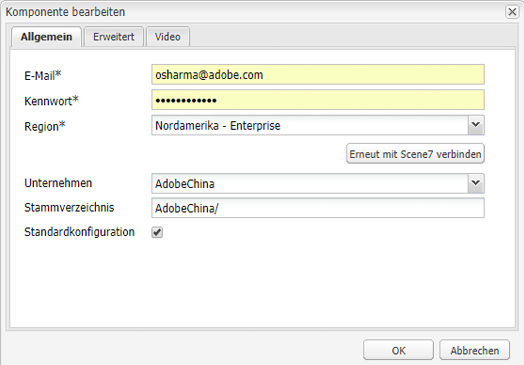 Komponente bearbeiten
Allgemein Erweitert Video
E-Mail* osharma@adobe.com
Kennwort* ••••••••••••
Region* Nordamerika - Enterprise
Erneut mit Scene7 verbinden
Unternehmen AdobeChina
Stammverzeichnis AdobeChina/
Standardkonfiguration
OK Abbrechen